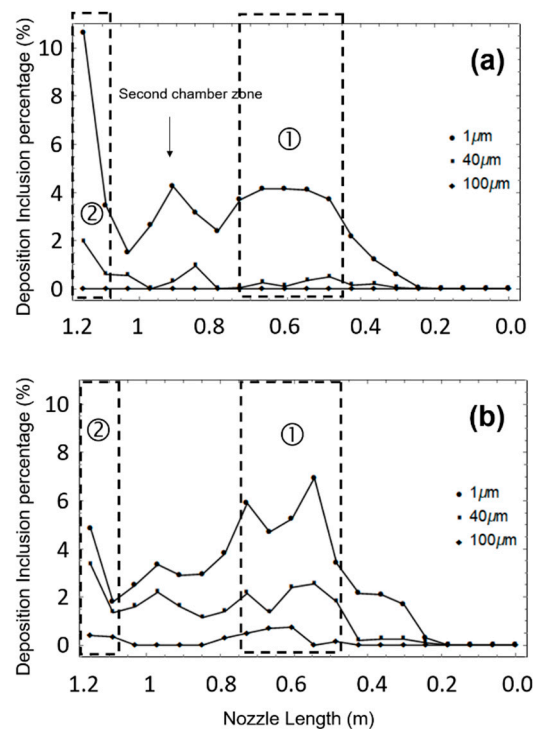 (a)
Deposition Inclusion percentage (%)
10
8
6
4
2
0
Second chamber zone
①
②
1μm
40μm
100μm
1.2 1 0.8 0.6 0.4 0.2 0.0
(b)
Deposition Inclusion percentage (%)
10
8
6
4
2
0
②
①
1μm
40μm
100μm
1.2 1 0.8 0.6 0.4 0.2 0.0
Nozzle Length (m)